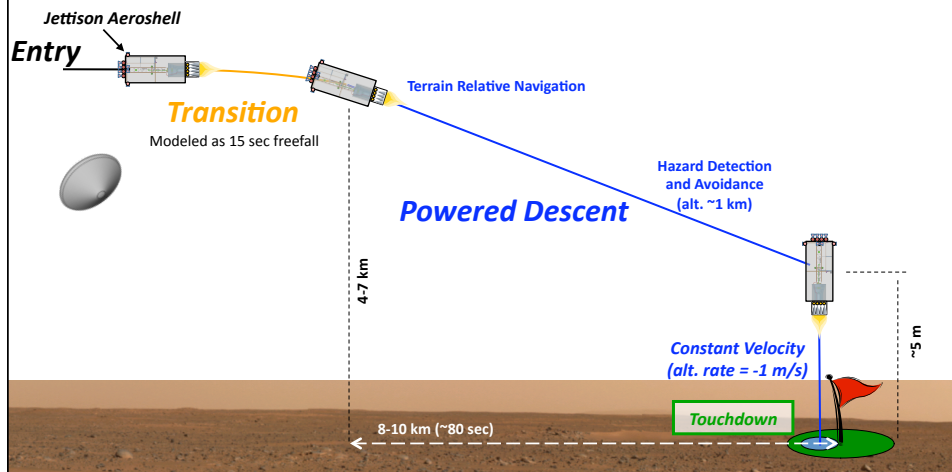 Jettison Aeroshell
Entry
Transition
Modeled as 15 sec freefall
Terrain Relative Navigation
Hazard Detection
and Avoidance
(alt. ~1 km)
Powered Descent
4-7 km
~5 m
Constant Velocity
(alt. rate = -1 m/s)
Touchdown
8-10 km (~80 sec)